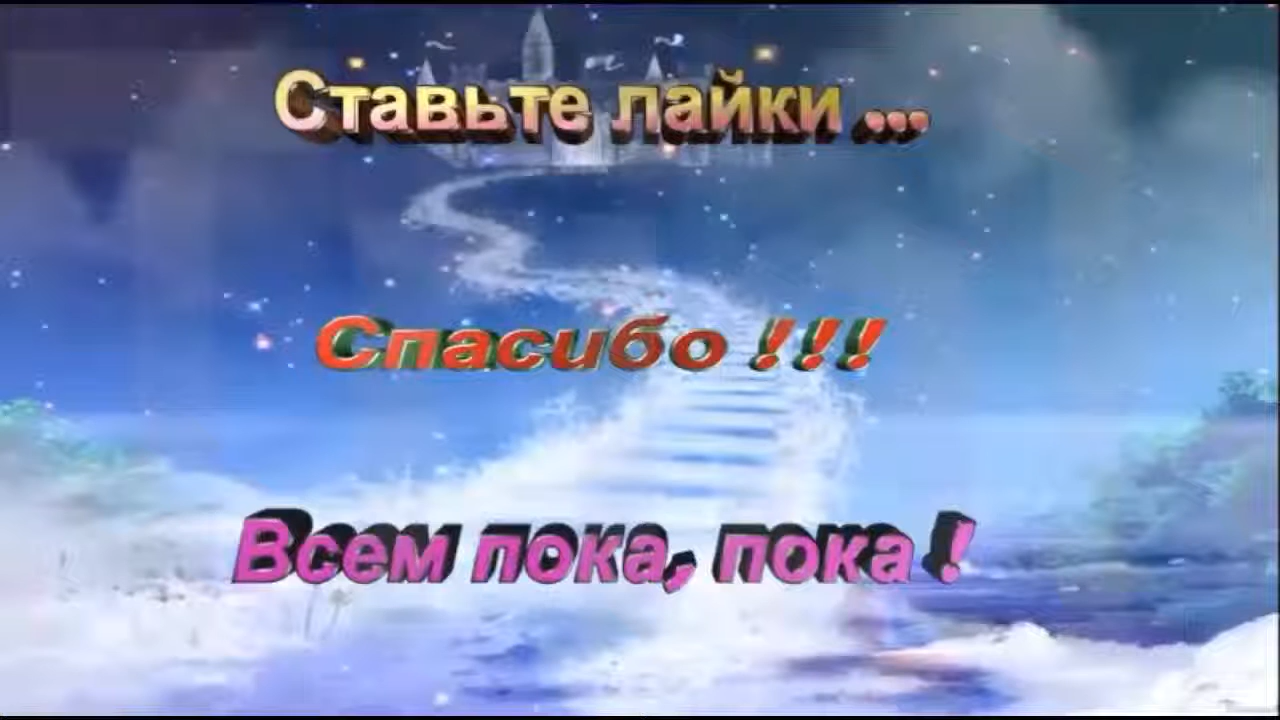 Ставьте лайки ...
Спасибо !!!
Всем пока, пока !